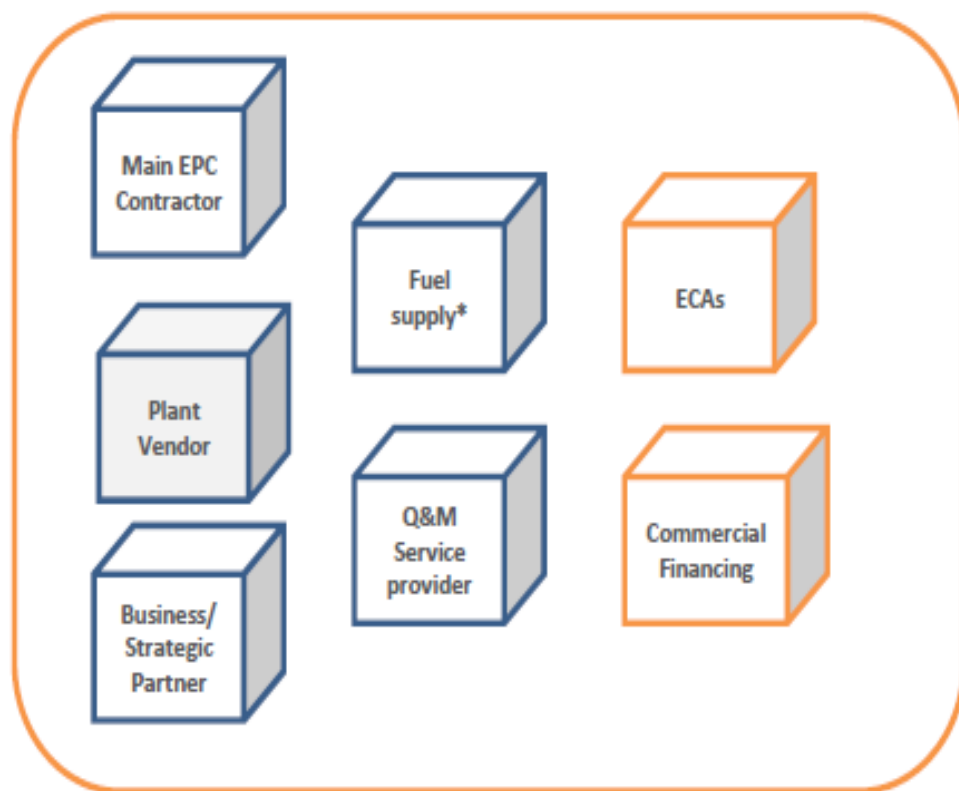 Main EPC
Contractor
Plant
Vendor
Business/
Strategic
Partner
Fuel
supply*
Q&M
Service
provider
ECAs
Commercial
Financing